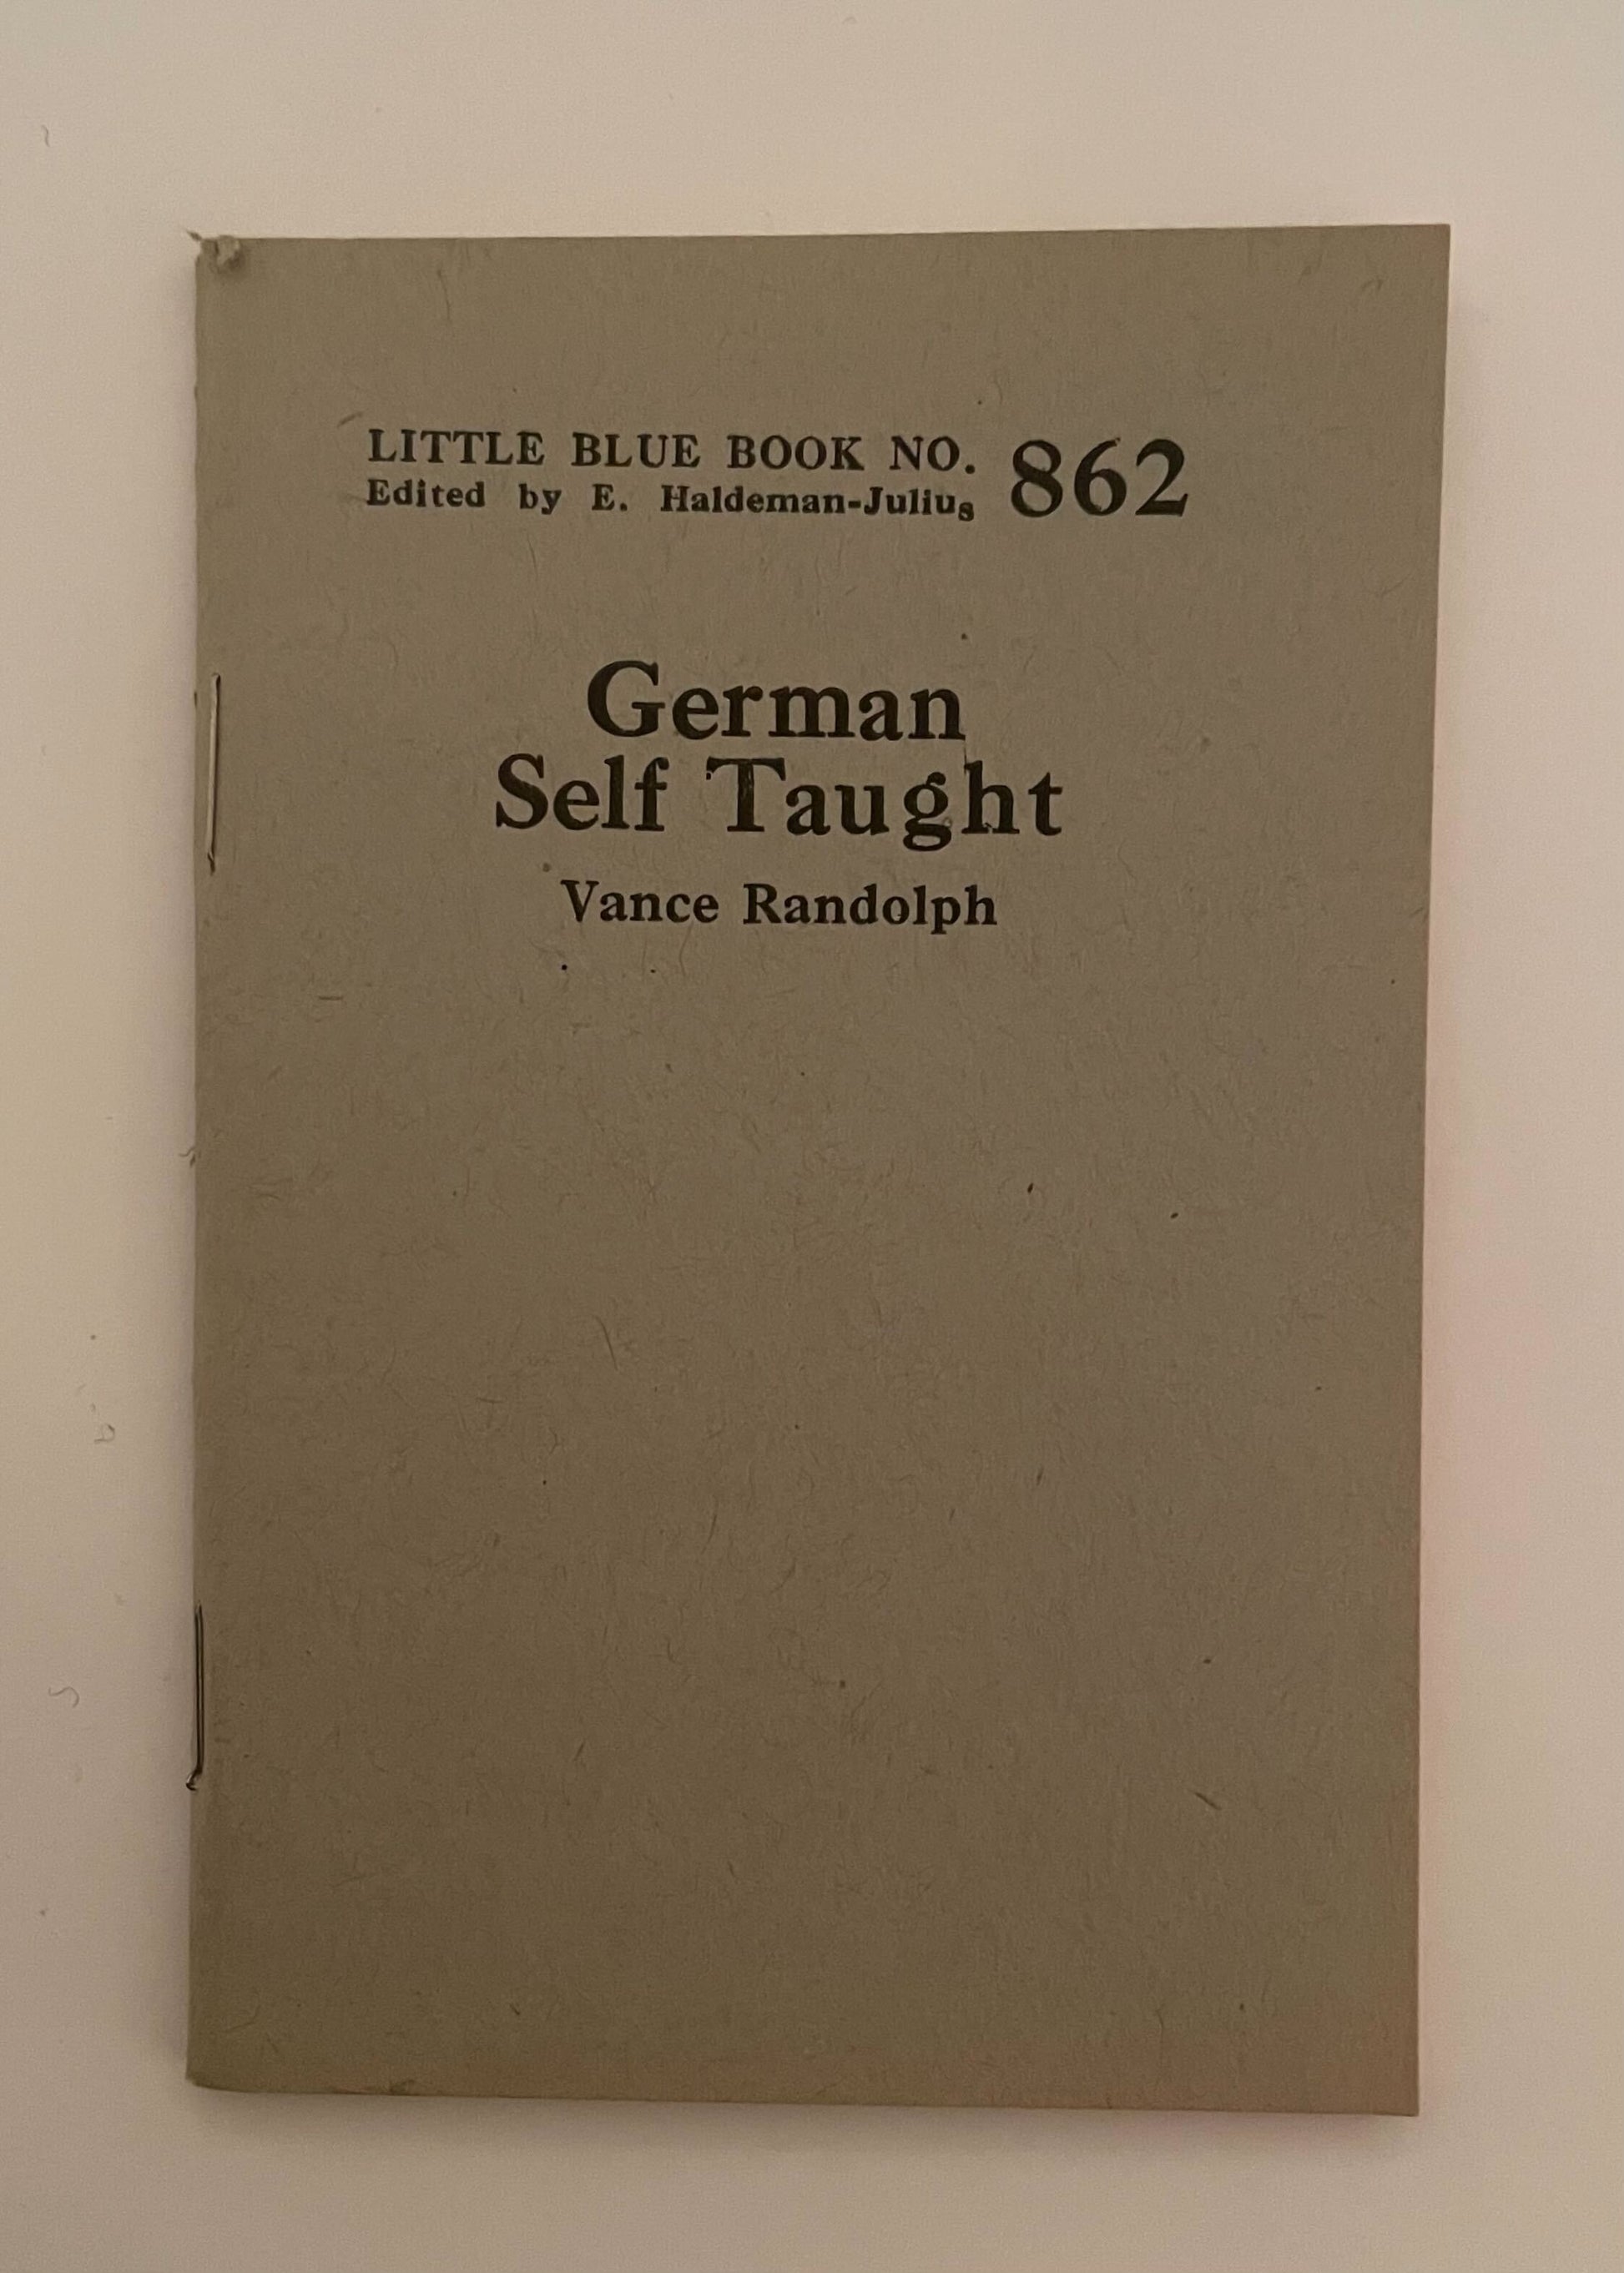 LITTLE BLUE BOOK NO. 862
Edited by E. Haldeman-Julius
German
Self Taught
Vance Randolph